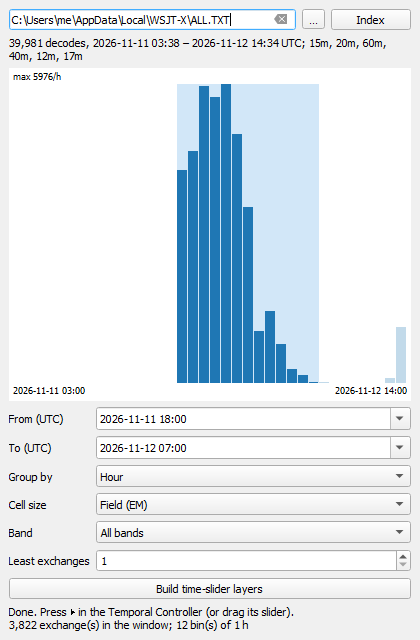 C:\Users\me\AppData\Local\WSJT-X\ALL.TXT
...
Index
39,981 decodes, 2026-11-11 03:38 – 2026-11-12 14:34 UTC; 15m, 20m, 60m,
40m, 12m, 17m
max 5976/h
2026-11-11 03:00
2026-11-12 14:00
From (UTC)
2026-11-11 18:00
To (UTC)
2026-11-12 07:00
Group by
Hour
Cell size
Field (EM)
Band
All bands
Least exchanges
1
Build time-slider layers
Done. Press ▸ in the Temporal Controller (or drag its slider).
3,822 exchange(s) in the window; 12 bin(s) of 1 h